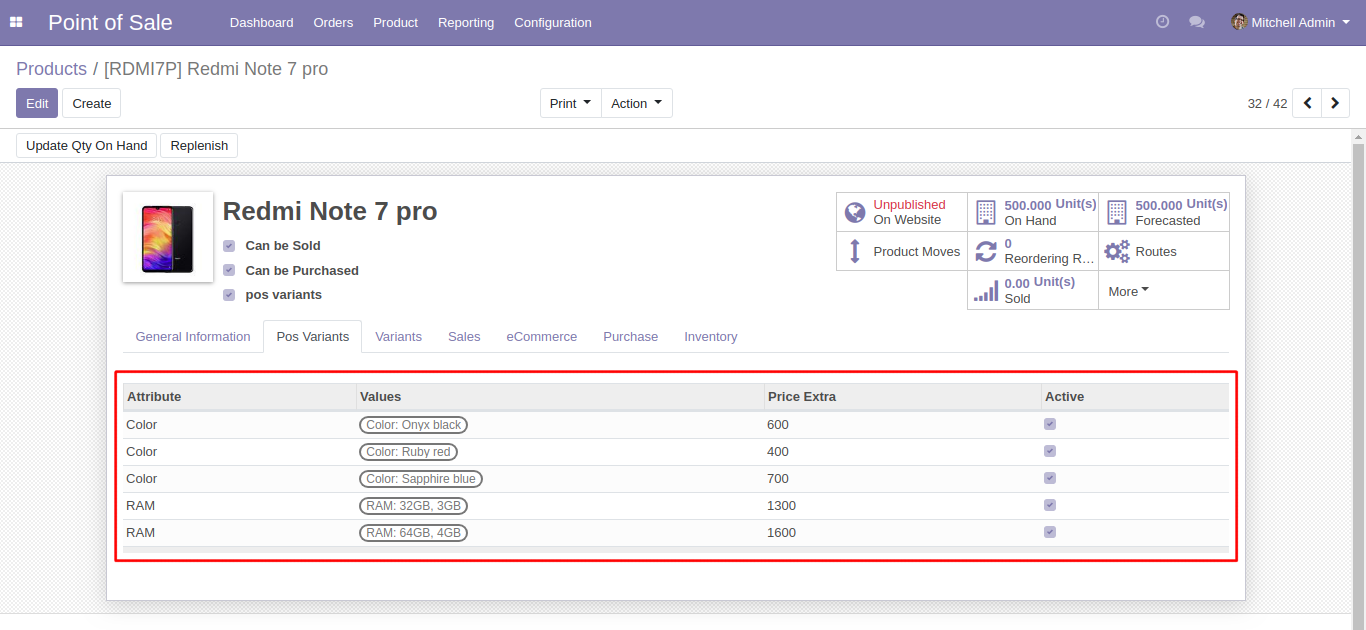 Point of Sale Dashboard Orders Product Reporting Configuration Mitchell Admin
Products / [RDMI7P] Redmi Note 7 pro
Edit Create Print Action 32 / 42
Update Qty On Hand Replenish
Redmi Note 7 pro
Can be Sold
Can be Purchased
pos variants
Unpublished
On Website
500.000 Unit(s)
On Hand
500.000 Unit(s)
Forecasted
Product Moves
0
Reordering R...
Routes
0.00 Unit(s)
Sold
More
General Information Pos Variants Variants Sales eCommerce Purchase Inventory
Attribute Values Price Extra Active
Color Color: Onyx black 600
Color Color: Ruby red 400
Color Color: Sapphire blue 700
RAM RAM: 32GB, 3GB 1300
RAM RAM: 64GB, 4GB 1600